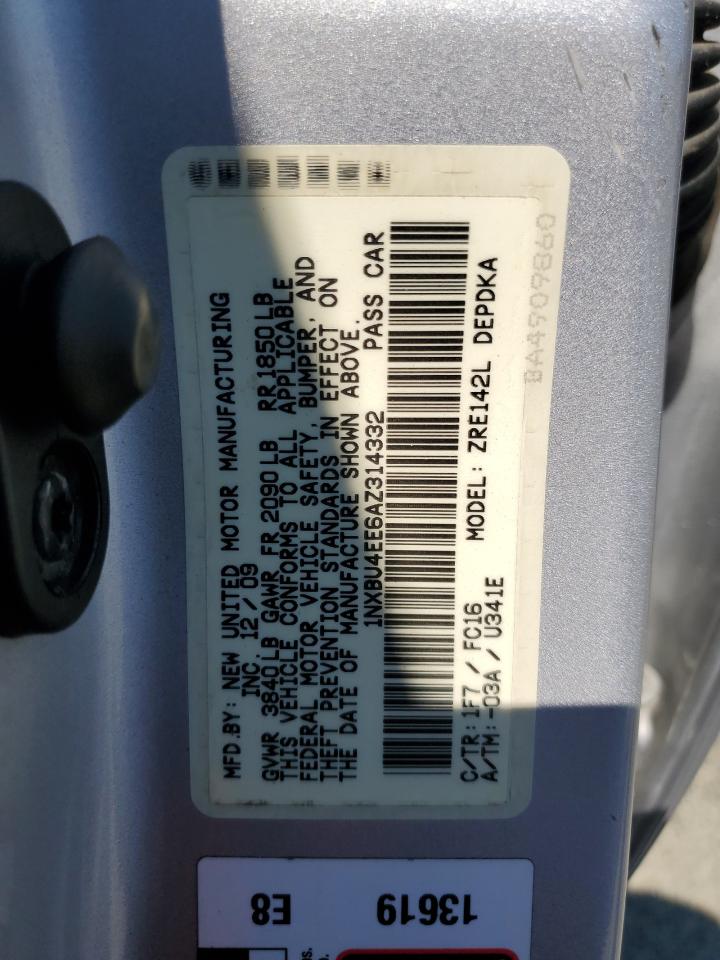 MFD.BY: NEW UNITED MOTOR MANUFACTURING
INC. 12/09
GVWR 3840LB GAWR FR 2090LB RR 1850LB
THIS VEHICLE CONFORMS TO ALL APPLICABLE
FEDERAL MOTOR VEHICLE SAFETY, BUMPER, AND
THEFT PREVENTION STANDARDS IN EFFECT ON
THE DATE OF MANUFACTURE SHOWN ABOVE.
1NXBU4EE6AZ314332 PASS CAR
C/TR: 1F7 / FC16 MODEL: ZRE142L DEPDKA
A/TM: -03A / U341E
BA4909860
13619
E8